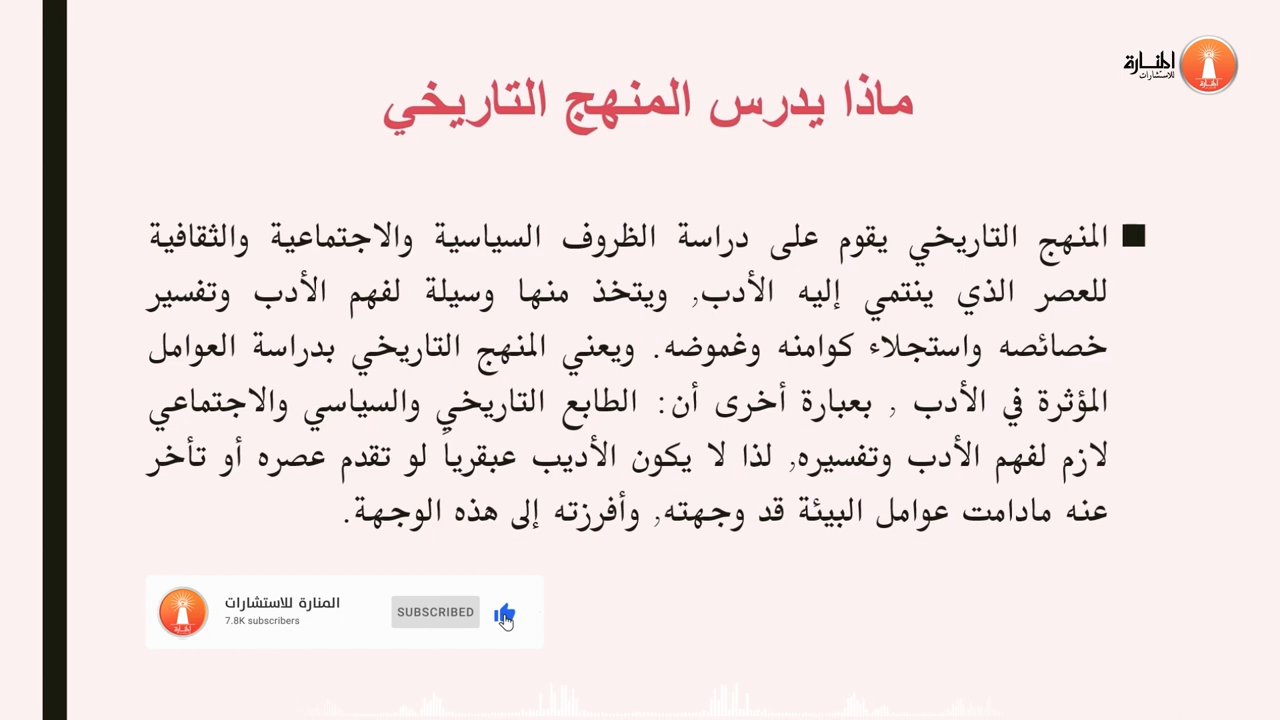 المنارة
للاستشارات
ماذا يدرس المنهج التاريخي
المنهج التاريخي يقوم على دراسة الظروف السياسية والاجتماعية والثقافية
للعصر الذي ينتمي إليه الأدب, ويتخذ منها وسيلة لفهم الأدب وتفسير
خصائصه واستجلاء كوامنه وغموضه. ويعني المنهج التاريخي بدراسة العوامل
المؤثرة في الأدب , بعبارة أخرى أن: الطابع التاريخي والسياسي والاجتماعي
لازم لفهم الأدب وتفسيره, لذا لا يكون الأديب عبقرياً لو تقدم عصره أو تأخر
عنه مادامت عوامل البيئة قد وجهته, وأفرزته إلى هذه الوجهة.
المنارة للاستشارات
7.8K subscribers
SUBSCRIBED